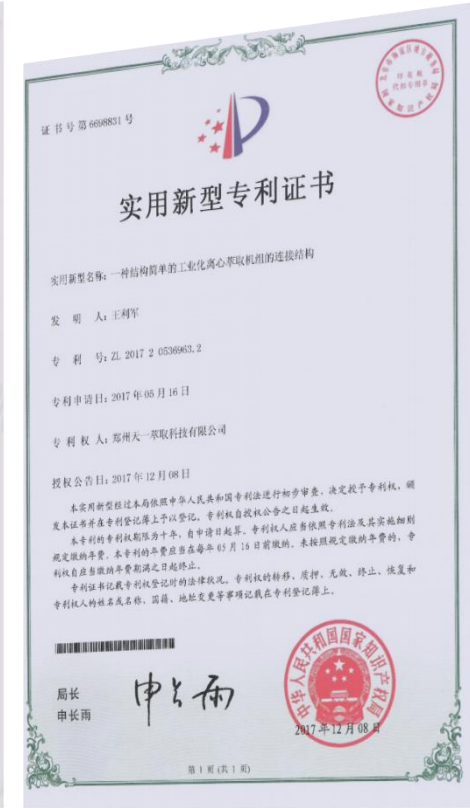 证书号第6698831号
实用新型专利证书
实用新型名称：一种结构简单的工业化离心萃取机组的连接结构
发 明 人：王利军
专 利 号：ZL 2017 2 0536963.2
专利申请日：2017年05月16日
专 利 权 人：郑州天一萃取科技有限公司
授权公告日：2017年12月08日
本实用新型经过本局依照中华人民共和国专利法进行初步审查，决定授予专利权，颁
发本证书并在专利登记簿上予以登记。专利权自授权公告之日起生效。
本专利的专利权期限为十年，自申请日起算。专利权人应当依照专利法及其实施细则
规定缴纳年费。本专利的年费应当在每年05月16日前缴纳。未按照规定缴纳年费的，专
利权自应当缴纳年费期满之日起终止。
专利证书记载专利权登记时的法律状况。专利权的转移、质押、无效、终止、恢复和
专利权人的姓名或名称、国籍、地址变更等事项记载在专利登记簿上。
局长
申长雨
申长雨
中华人民共和国国家知识产权局
2017年12月08日
第1页(共1页)